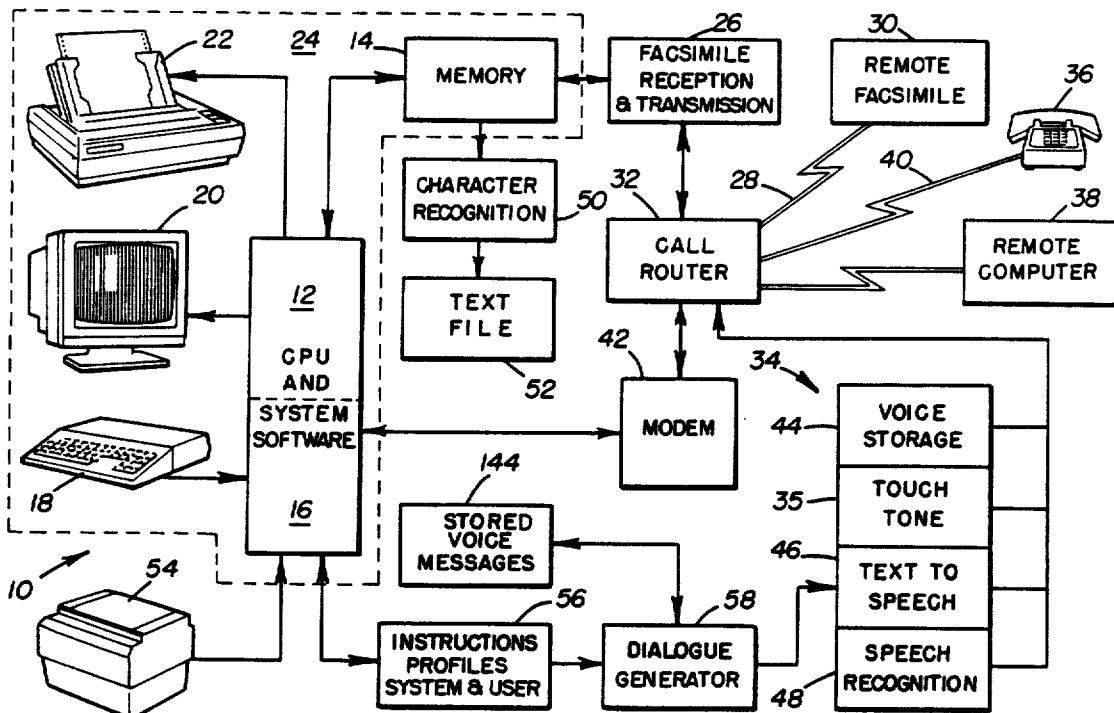 22
24
14
MEMORY
26
FACSIMILE
RECEPTION
& TRANSMISSION
30
REMOTE
FACSIMILE
36
20
CHARACTER
RECOGNITION
50
32
28
40
CALL
ROUTER
38
REMOTE
COMPUTER
12
CPU
AND
SYSTEM
SOFTWARE
16
TEXT
FILE
52
42
MODEM
34
44
VOICE
STORAGE
18
144
STORED
VOICE
MESSAGES
35
TOUCH
TONE
10
54
46
TEXT TO
SPEECH
56
INSTRUCTIONS
PROFILES
SYSTEM & USER
58
DIALOGUE
GENERATOR
48
SPEECH
RECOGNITION